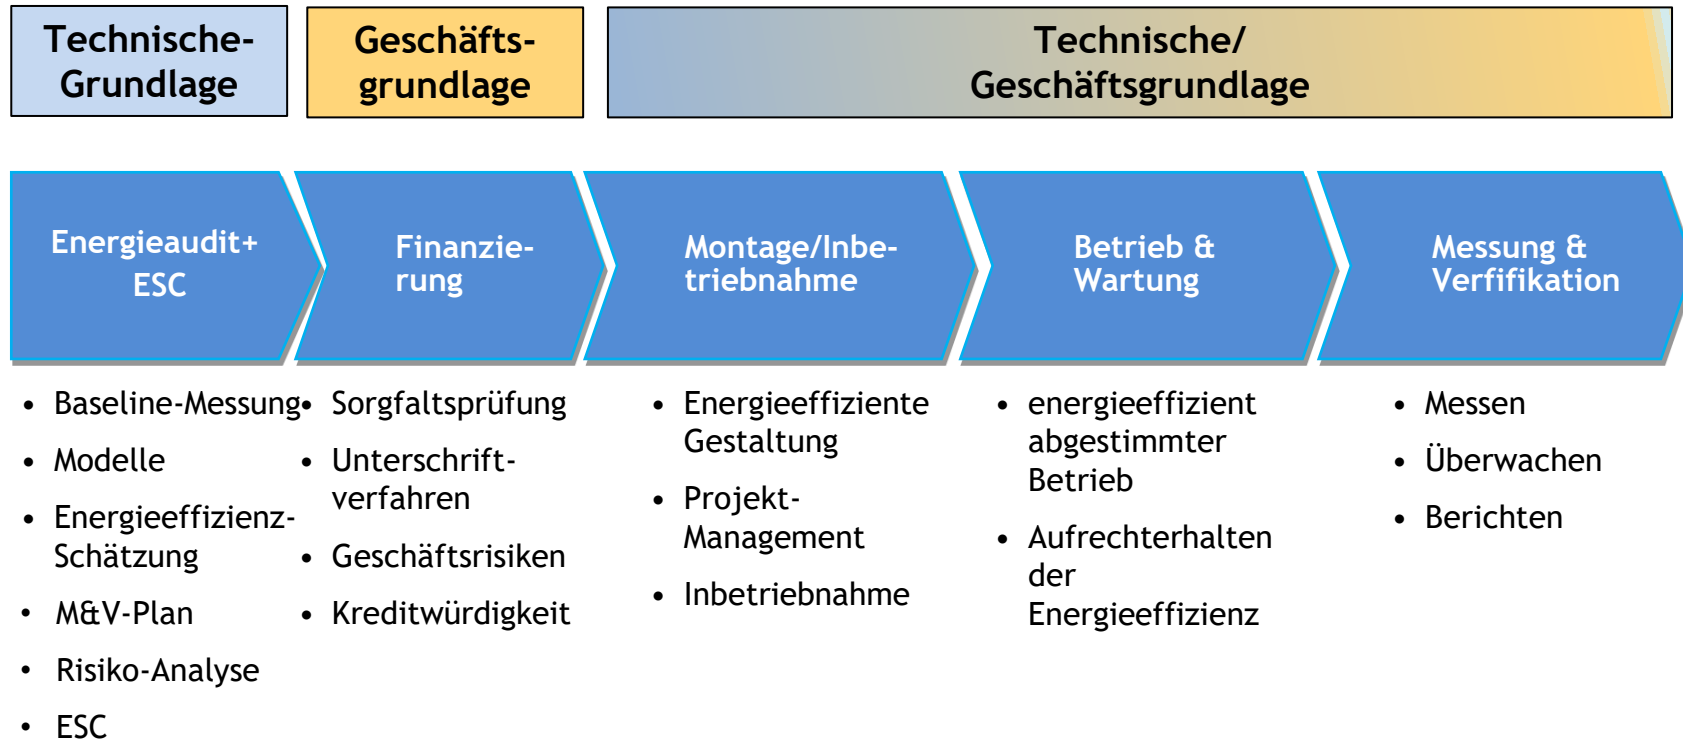 Technische-
Grundlage
Geschäfts-
grundlage
Technische/
Geschäftsgrundlage
Energieaudit+
ESC
Finanzie-
rung
Montage/Inbe-
triebnahme
Betrieb &
Wartung
Messung &
Verfifikation
• Baseline-Messung
• Modelle
• Energieeffizienz-
Schätzung
• M&V-Plan
• Risiko-Analyse
• ESC
• Sorgfaltsprüfung
• Unterschrift-
verfahren
• Geschäftsrisiken
• Kreditwürdigkeit
• Energieeffiziente
Gestaltung
• Projekt-
Management
• Inbetriebnahme
• energieeffizient
abgestimmter
Betrieb
• Aufrechterhalten
der
Energieeffizienz
• Messen
• Überwachen
• Berichten